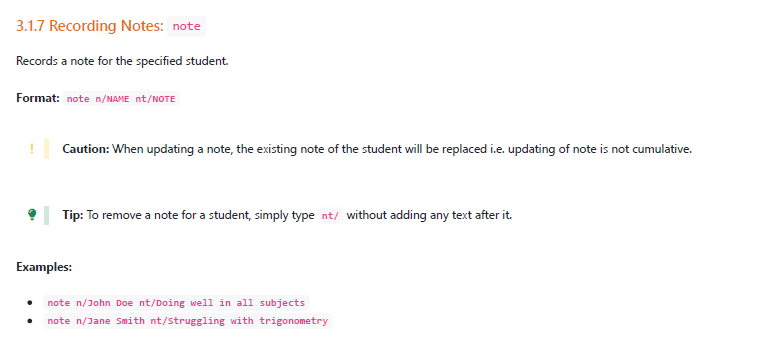 3.1.7 Recording Notes: note
Records a note for the specified student.
Format: note n/NAME nt/NOTE
! Caution: When updating a note, the existing note of the student will be replaced i.e. updating of note is not cumulative.
Tip: To remove a note for a student, simply type nt/ without adding any text after it.
Examples:
• note n/John Doe nt/Doing well in all subjects
• note n/Jane Smith nt/Struggling with trigonometry